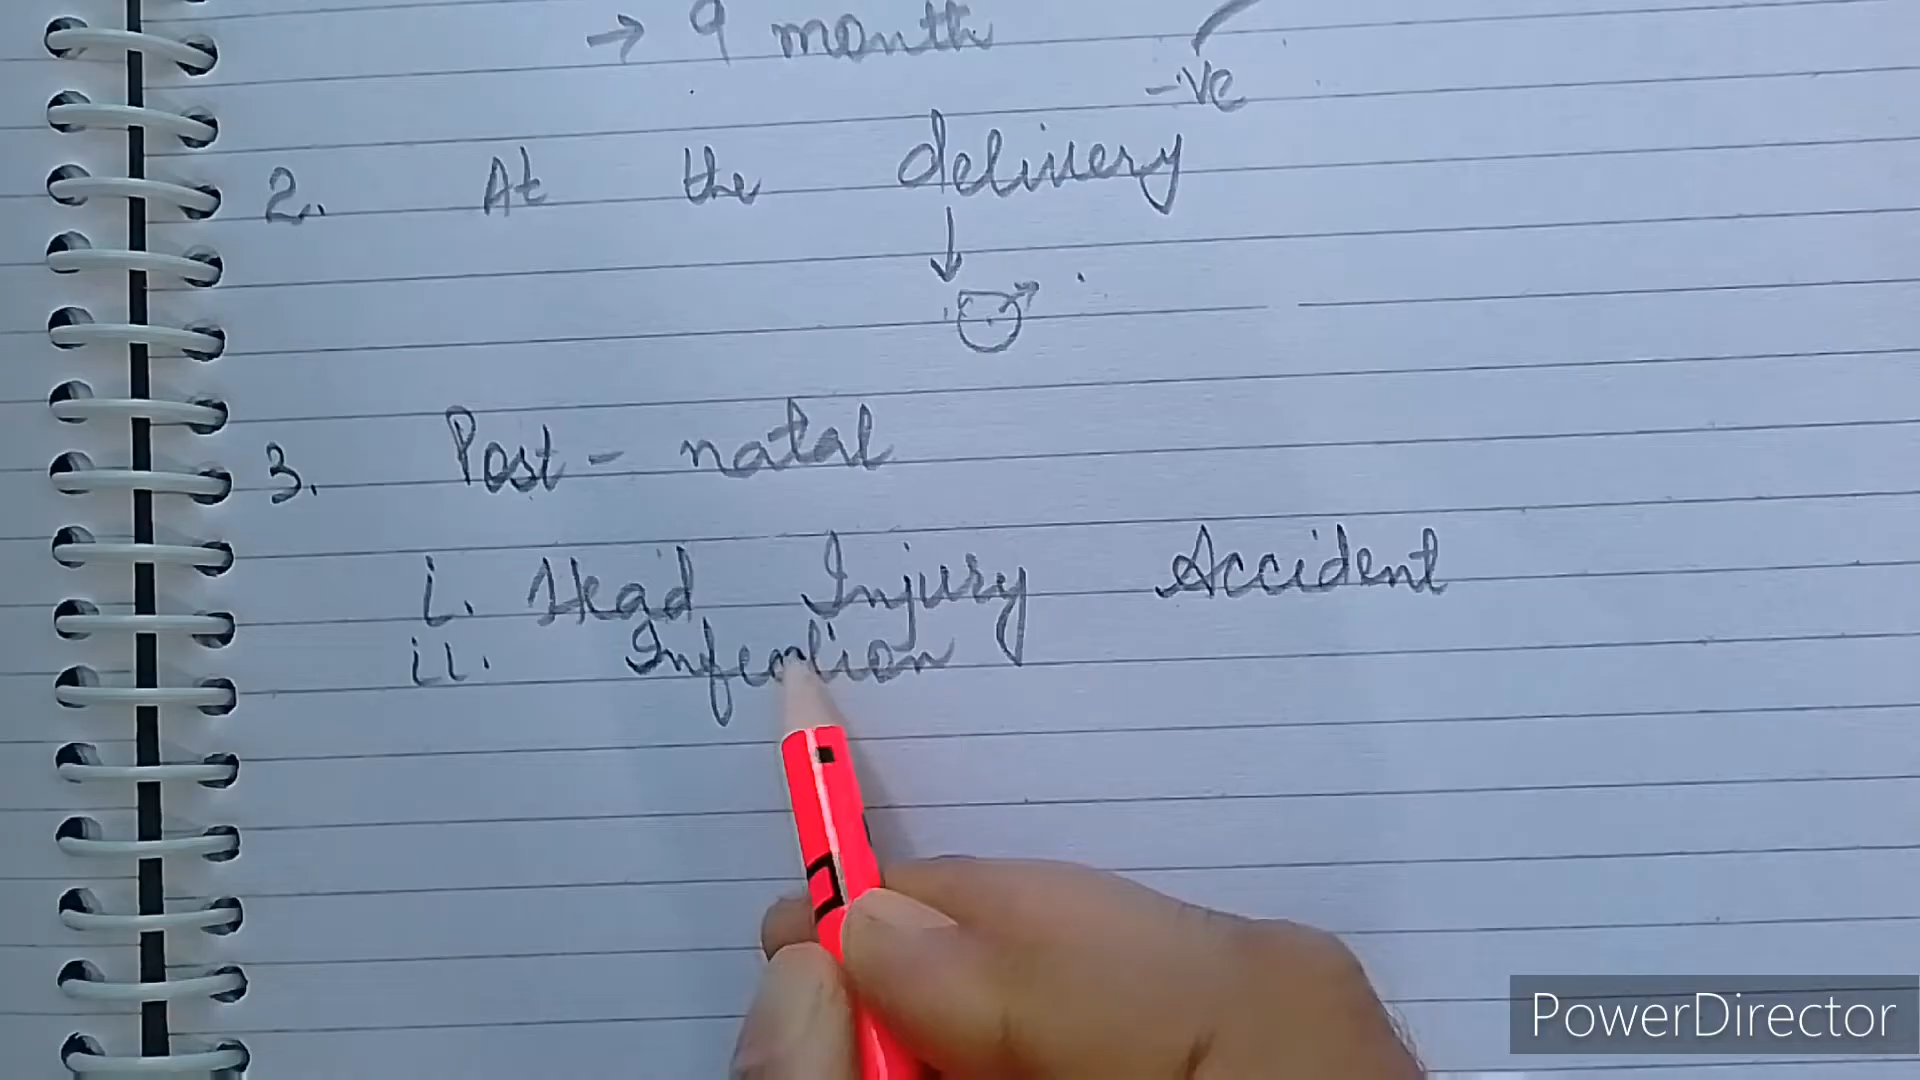 → 9 month
-ve
2. At the delivery
3. Post - natal
i. Head Injury Accident
ii. Infection
PowerDirector